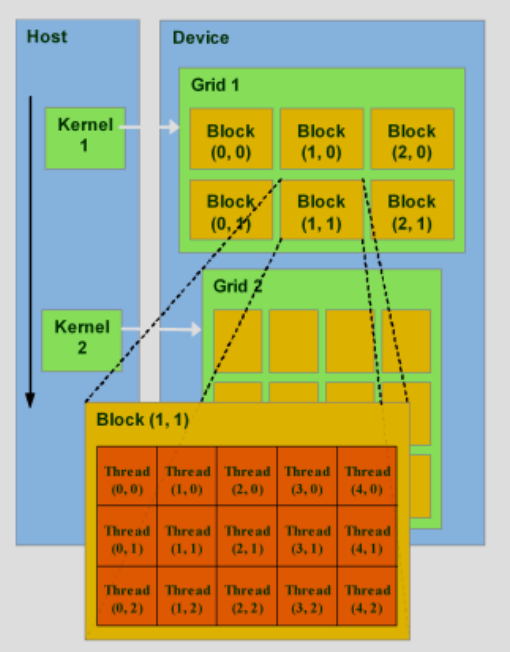 Host
Device
Grid 1
Kernel
1
Block
(0, 0)
Block
(1, 0)
Block
(2, 0)
Block
(0, 1)
Block
(1, 1)
Block
(2, 1)
Grid 2
Kernel
2
Block (1, 1)
Thread
(0, 0)
Thread
(1, 0)
Thread
(2, 0)
Thread
(3, 0)
Thread
(4, 0)
Thread
(0, 1)
Thread
(1, 1)
Thread
(2, 1)
Thread
(3, 1)
Thread
(4, 1)
Thread
(0, 2)
Thread
(1, 2)
Thread
(2, 2)
Thread
(3, 2)
Thread
(4, 2)